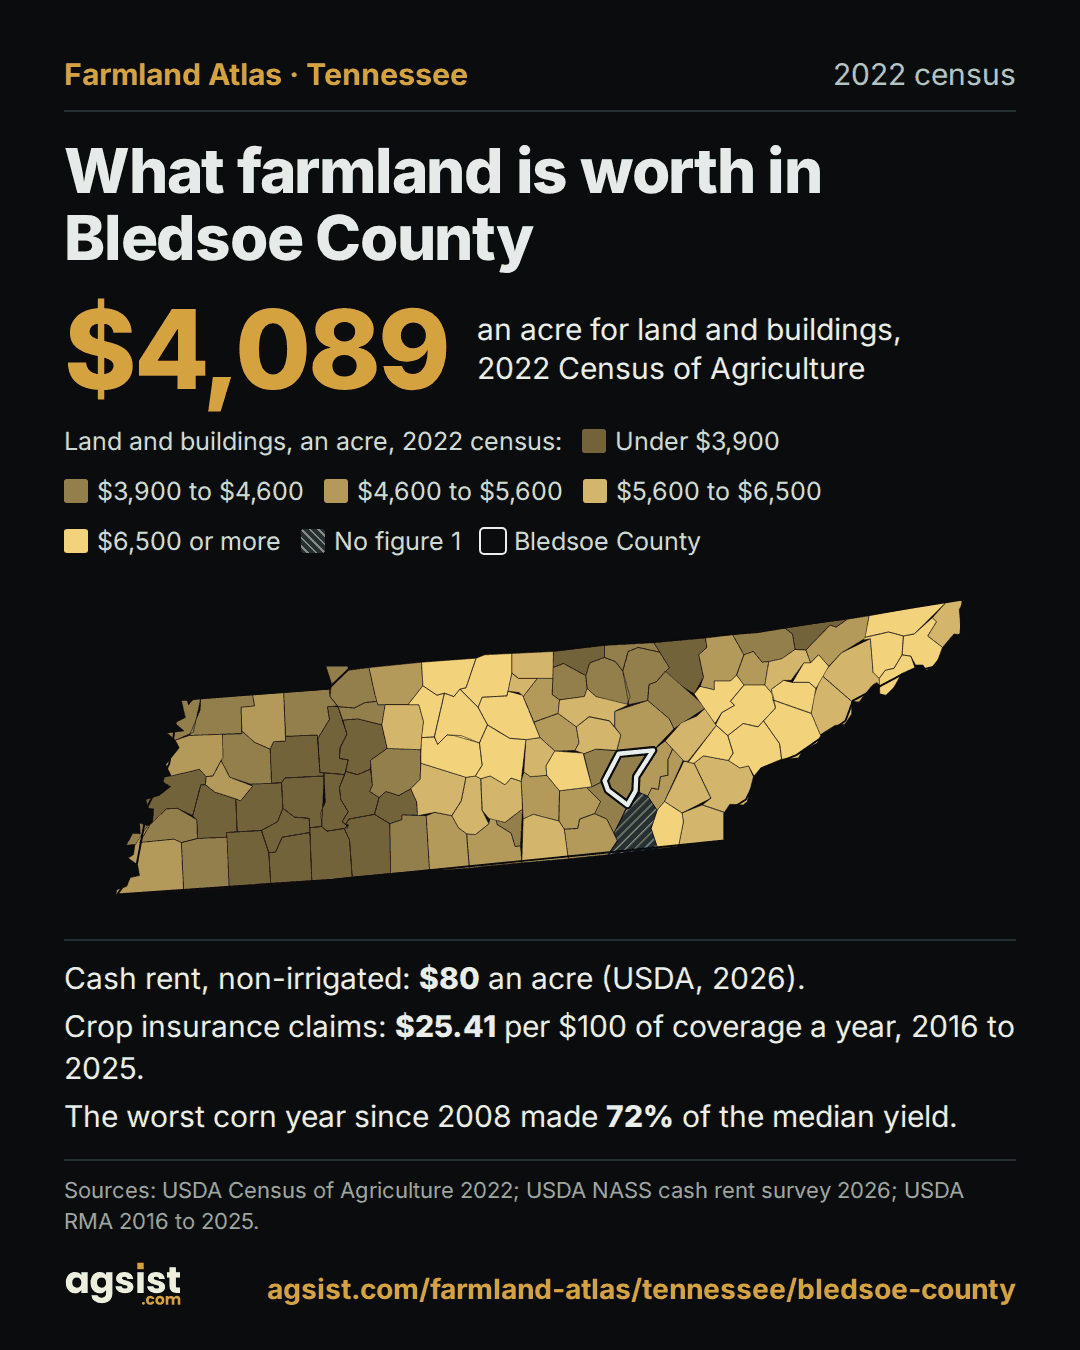 Farmland Atlas · Tennessee
2022 census
What farmland is worth in
Bledsoe County
$4,089
an acre for land and buildings,
2022 Census of Agriculture
Land and buildings, an acre, 2022 census: Under $3,900
$3,900 to $4,600 $4,600 to $5,600 $5,600 to $6,500
$6,500 or more No figure 1 Bledsoe County
Cash rent, non-irrigated: $80 an acre (USDA, 2026).
Crop insurance claims: $25.41 per $100 of coverage a year, 2016 to
2025.
The worst corn year since 2008 made 72% of the median yield.
Sources: USDA Census of Agriculture 2022; USDA NASS cash rent survey 2026; USDA
RMA 2016 to 2025.
agsist
.com
agsist.com/farmland-atlas/tennessee/bledsoe-county